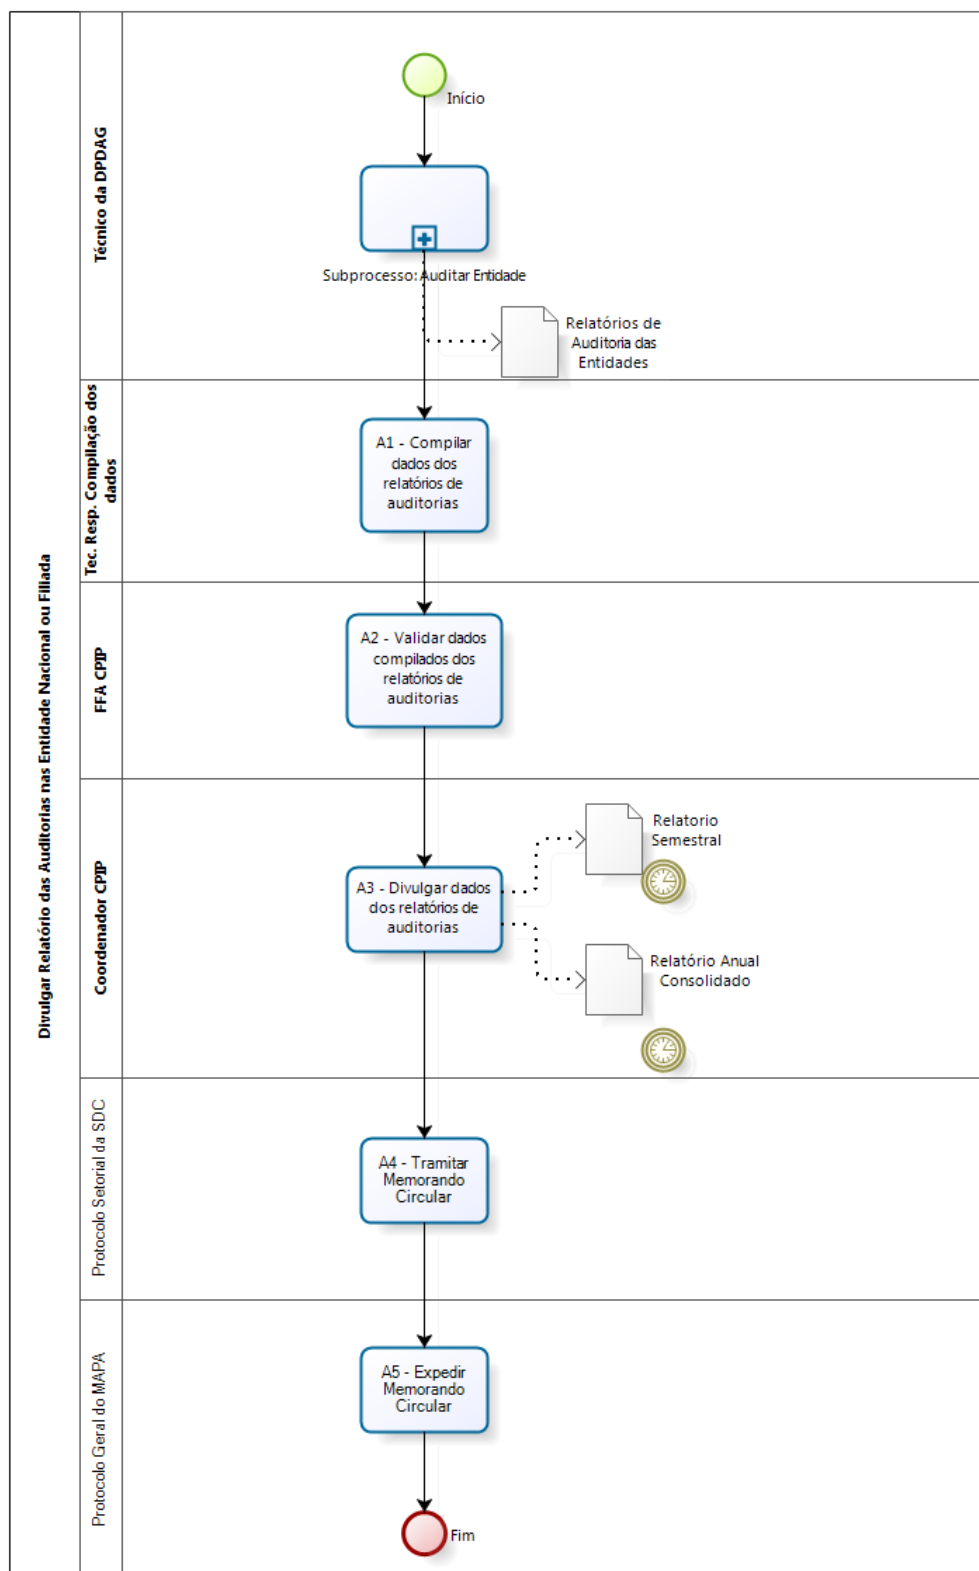 Divulgar Relatório das Auditorias nas Entidade Nacional ou Filiada
Técnico da DPDAG
Início
Subprocesso: Auditar Entidade
Relatórios de
Auditoria das
Entidades
Tec. Resp. Compilação dos
dados
A1 - Compilar
dados dos
relatórios de
auditorias
FFA CPIP
A2 - Validar dados
compilados dos
relatórios de
auditorias
Coordenador CPIP
A3 - Divulgar dados
dos relatórios de
auditorias
Relatorio
Semestral
Relatório Anual
Consolidado
Protocolo Setorial da SDC
A4 - Tramitar
Memorando
Circular
Protocolo Geral do MAPA
A5 - Expedir
Memorando
Circular
Fim